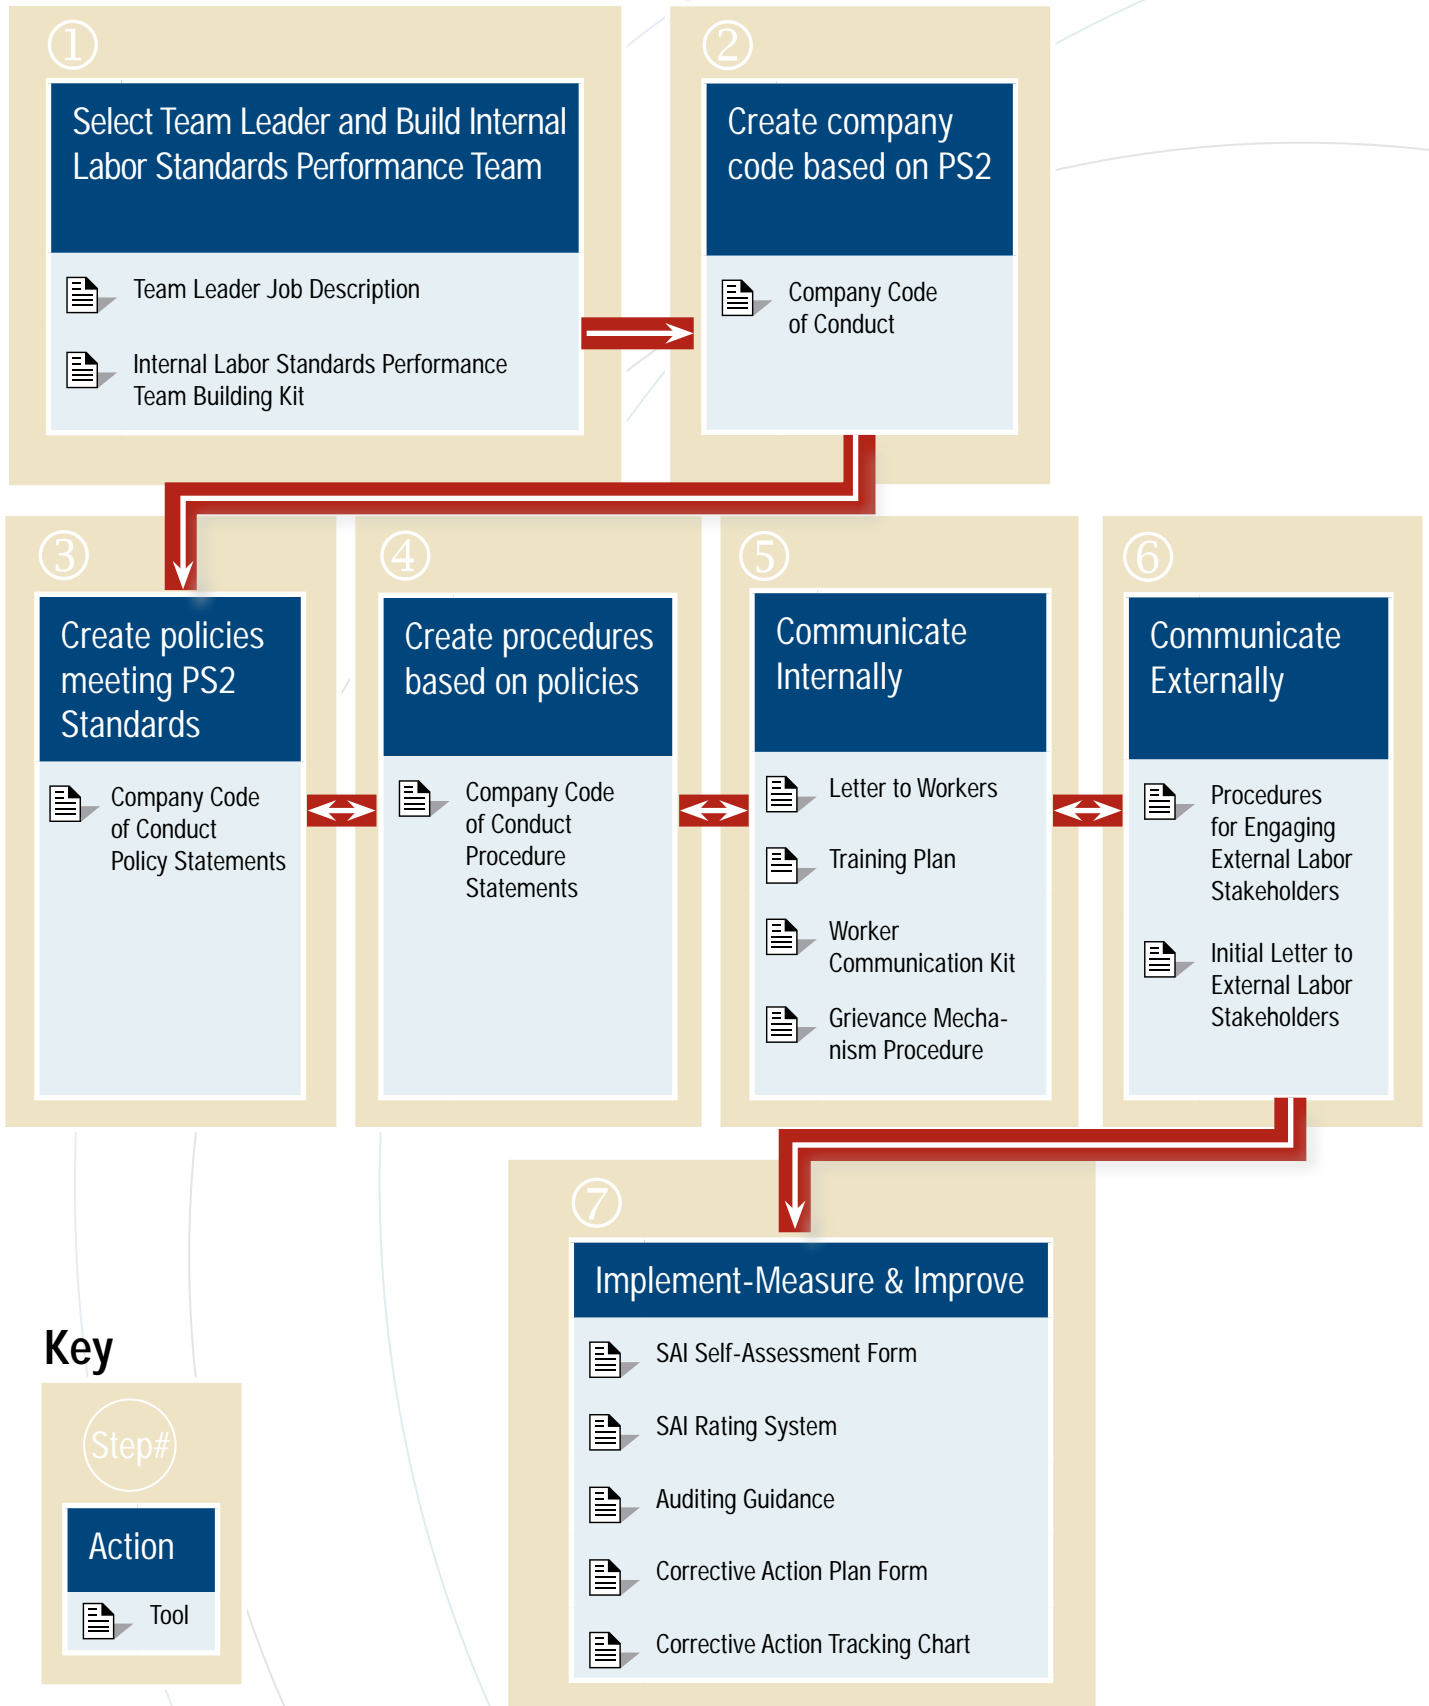 1
Select Team Leader and Build Internal
Labor Standards Performance Team
Team Leader Job Description
Internal Labor Standards Performance
Team Building Kit
2
Create company
code based on PS2
Company Code
of Conduct
3
Create policies
meeting PS2
Standards
Company Code
of Conduct
Policy Statements
4
Create procedures
based on policies
Company Code
of Conduct
Procedure
Statements
5
Communicate
Internally
Letter to Workers
Training Plan
Worker
Communication Kit
Grievance Mecha-
nism Procedure
6
Communicate
Externally
Procedures
for Engaging
External Labor
Stakeholders
Initial Letter to
External Labor
Stakeholders
7
Implement-Measure & Improve
SAI Self-Assessment Form
SAI Rating System
Auditing Guidance
Corrective Action Plan Form
Corrective Action Tracking Chart
Key
Step#
Action
Tool